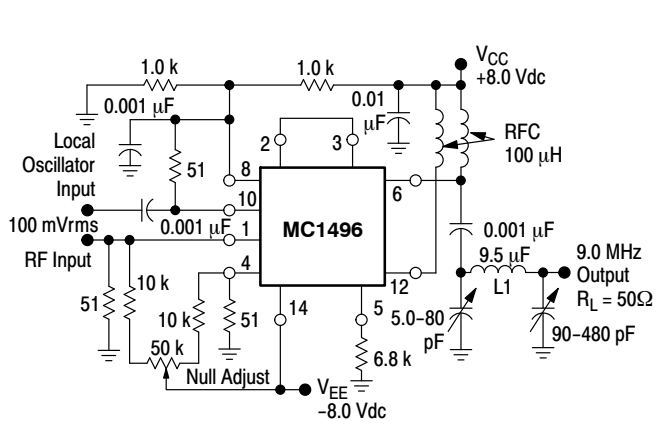 V_CC
+8.0 Vdc
1.0 k
1.0 k
0.001 µF
0.01
µF
Local
Oscillator
Input
51
2
3
RFC
100 µH
8
6
10
MC1496
100 mVrms
0.001 µF
1
0.001 µF
RF Input
4
9.5 µF
L1
9.0 MHz
Output
R_L = 50Ω
12
51
10 k
10 k
51
14
5
5.0–80
pF
90–480 pF
50 k
6.8 k
Null Adjust
V_EE
–8.0 Vdc